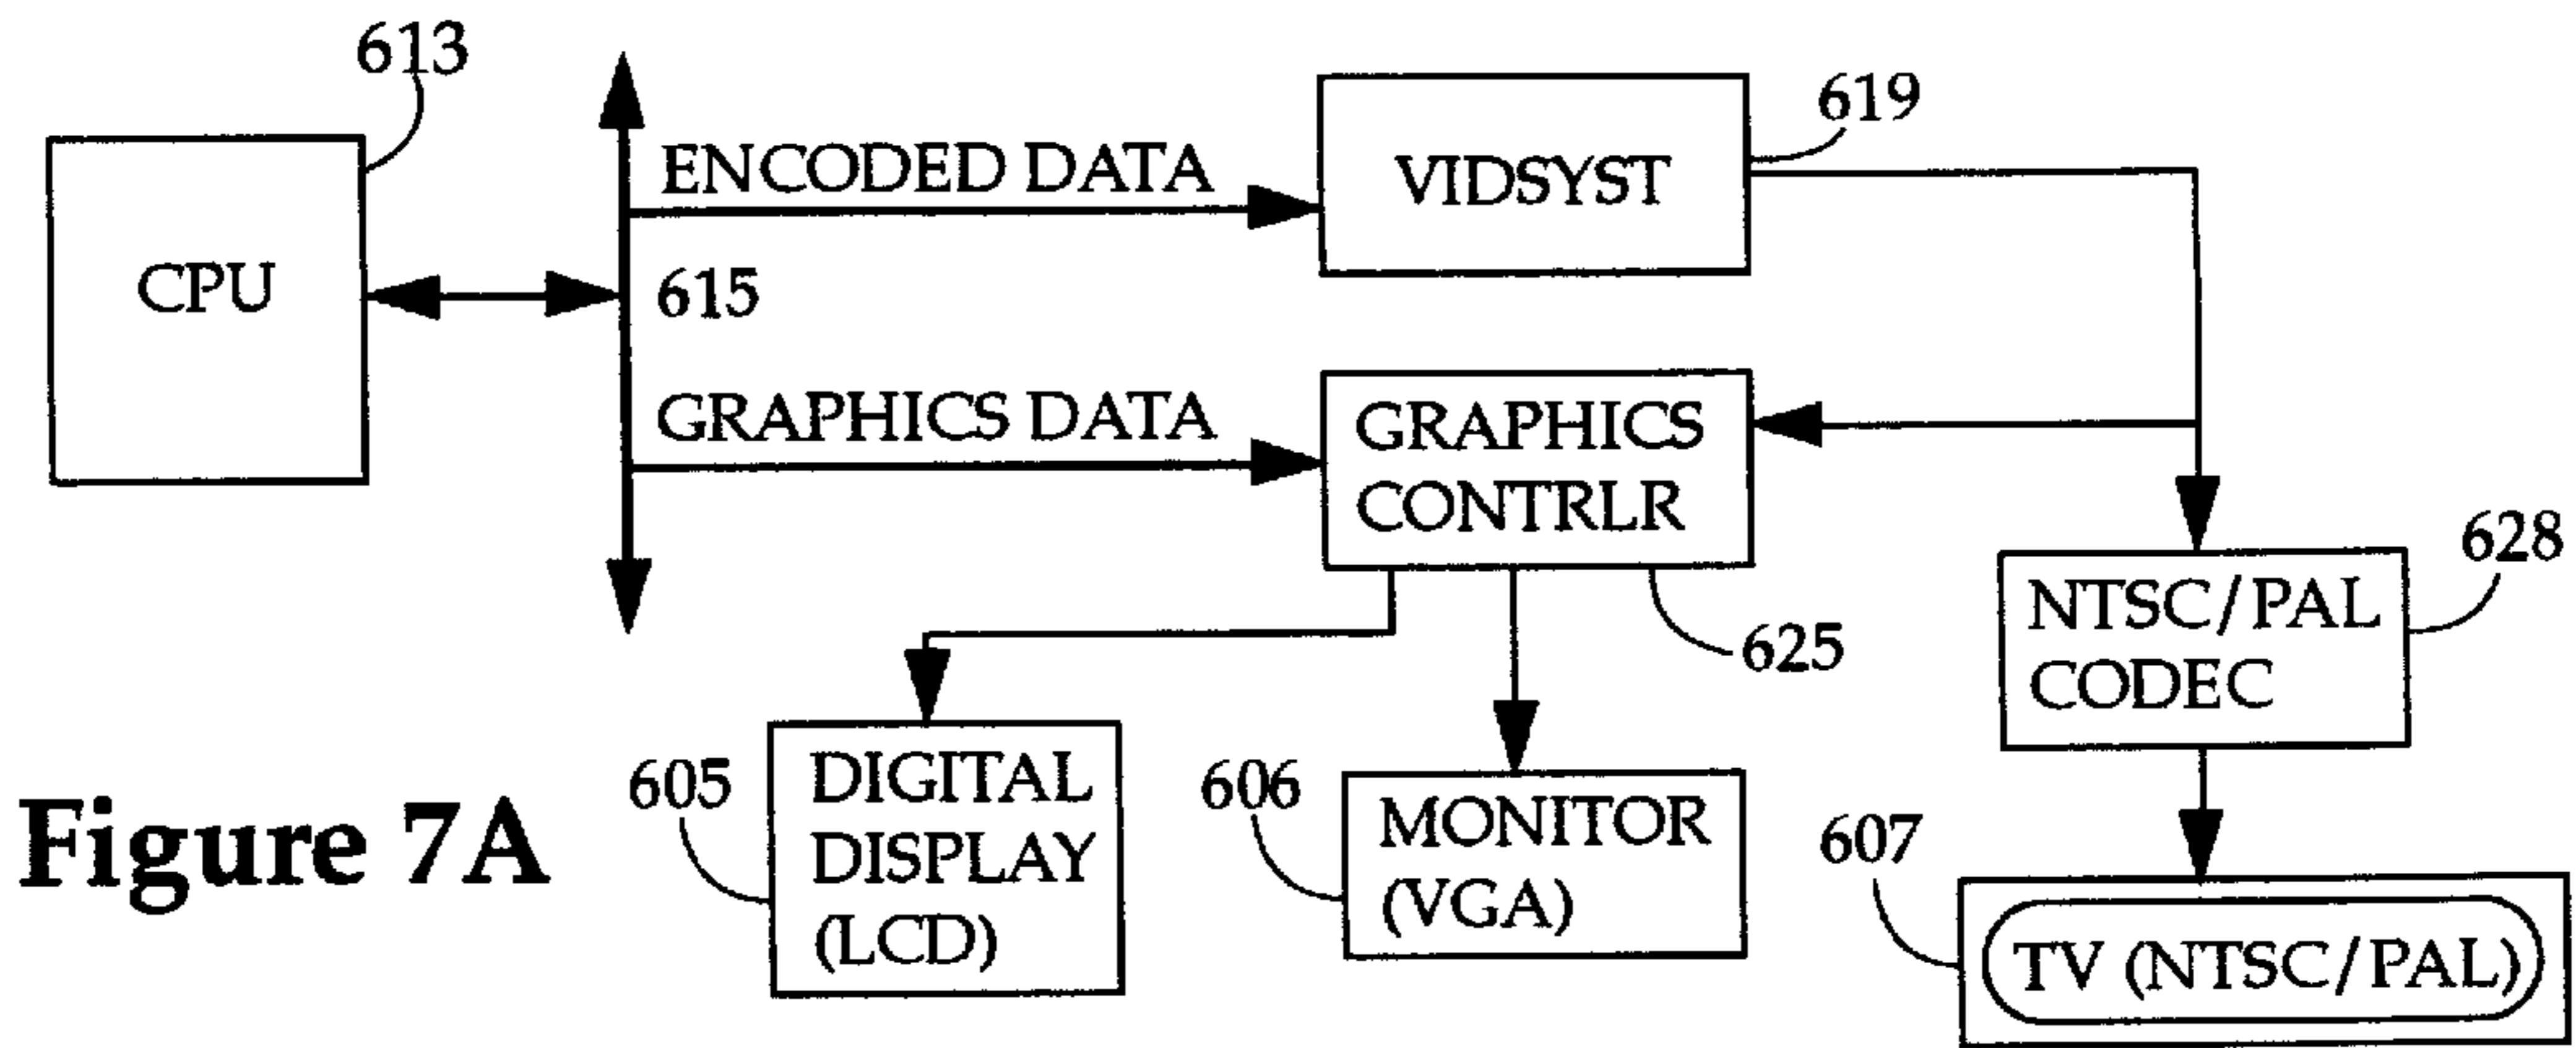 613
CPU
ENCODED DATA
VIDSYST
619
615
GRAPHICS DATA
GRAPHICS
CONTRLR
625
NTSC/PAL
CODEC
628
605
DIGITAL
DISPLAY
(LCD)
606
MONITOR
(VGA)
607
TV (NTSC/PAL)
Figure 7A